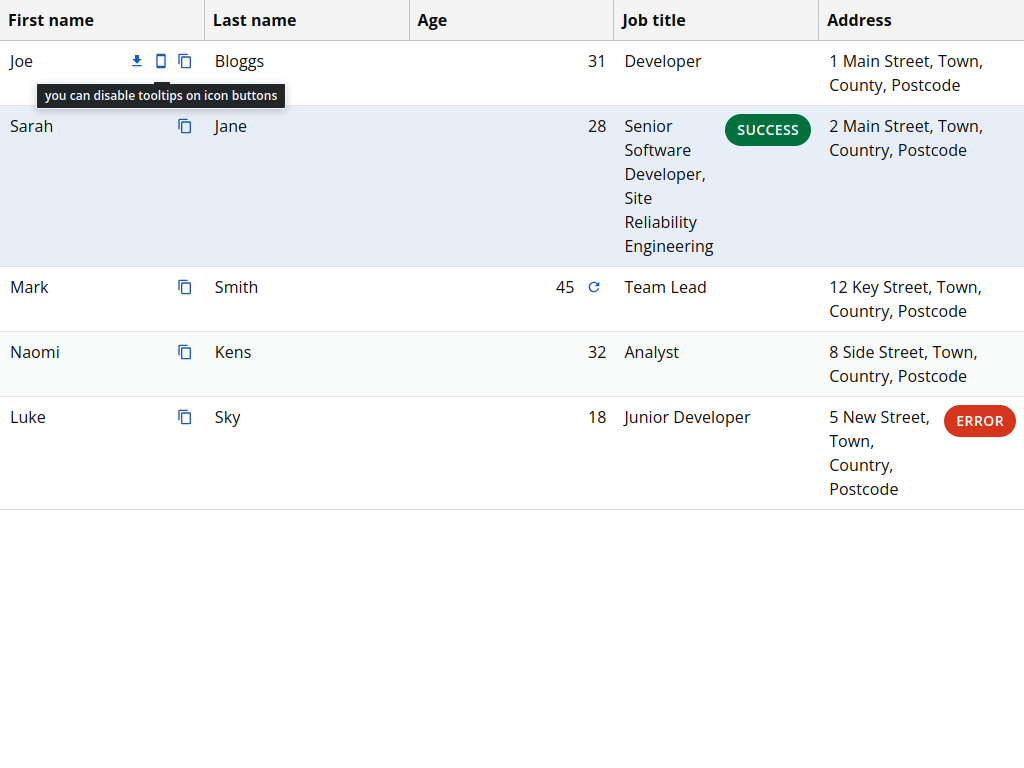 First name Last name Age Job title Address
Joe Bloggs 31 Developer 1 Main Street, Town,
County, Postcode
you can disable tooltips on icon buttons
Sarah Jane 28 Senior SUCCESS 2 Main Street, Town,
Software Country, Postcode
Developer,
Site
Reliability
Engineering
Mark Smith 45 Team Lead 12 Key Street, Town,
Country, Postcode
Naomi Kens 32 Analyst 8 Side Street, Town,
Country, Postcode
Luke Sky 18 Junior Developer 5 New Street, ERROR
Town,
Country,
Postcode